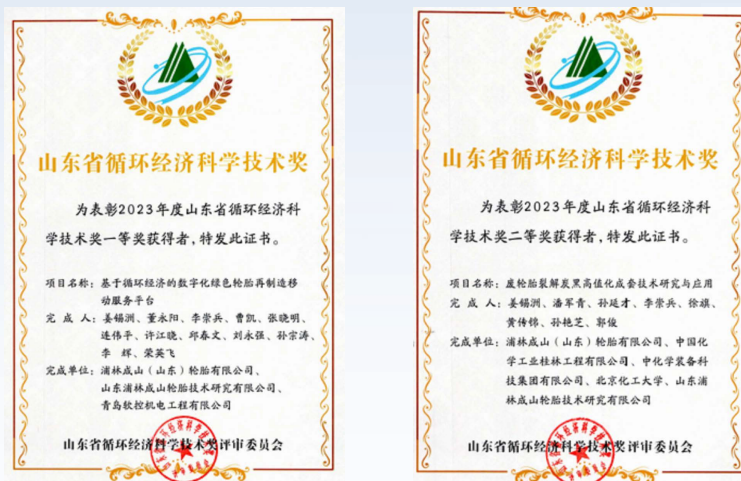 山东省循环经济科学技术奖
为表彰2023年度山东省循环经济科
学技术奖一等奖获得者,特发此证书。
项目名称: 基于循环经济的数字化绿色轮胎再制造移
动服务平台
完 成 人: 姜锡洲、董永阳、李崇兵、曹凯、张晓明、
连伟平、许江晓、邱春文、刘永强、孙宗涛、
李 辉、荣英飞
完成单位: 浦林成山(山东)轮胎有限公司、
山东浦林成山轮胎技术研究有限公司、
青岛软控机电工程有限公司
山东省循环经济科学技术奖评审委员会
山东省循环经济科学技术奖
为表彰2023年度山东省循环经济科
学技术奖二等奖获得者,特发此证书。
项目名称: 废轮胎裂解炭黑高值化成套技术研究与应用
完 成 人: 姜锡洲、潘军青、孙延才、李崇兵、徐旗、
黄传锦、孙艳芝、郭俊
完成单位: 浦林成山(山东)轮胎有限公司、中国化
学工业桂林工程有限公司、中化学装备科
技集团有限公司、北京化工大学、山东浦
林成山轮胎技术研究有限公司
山东省循环经济科学技术奖评审委员会